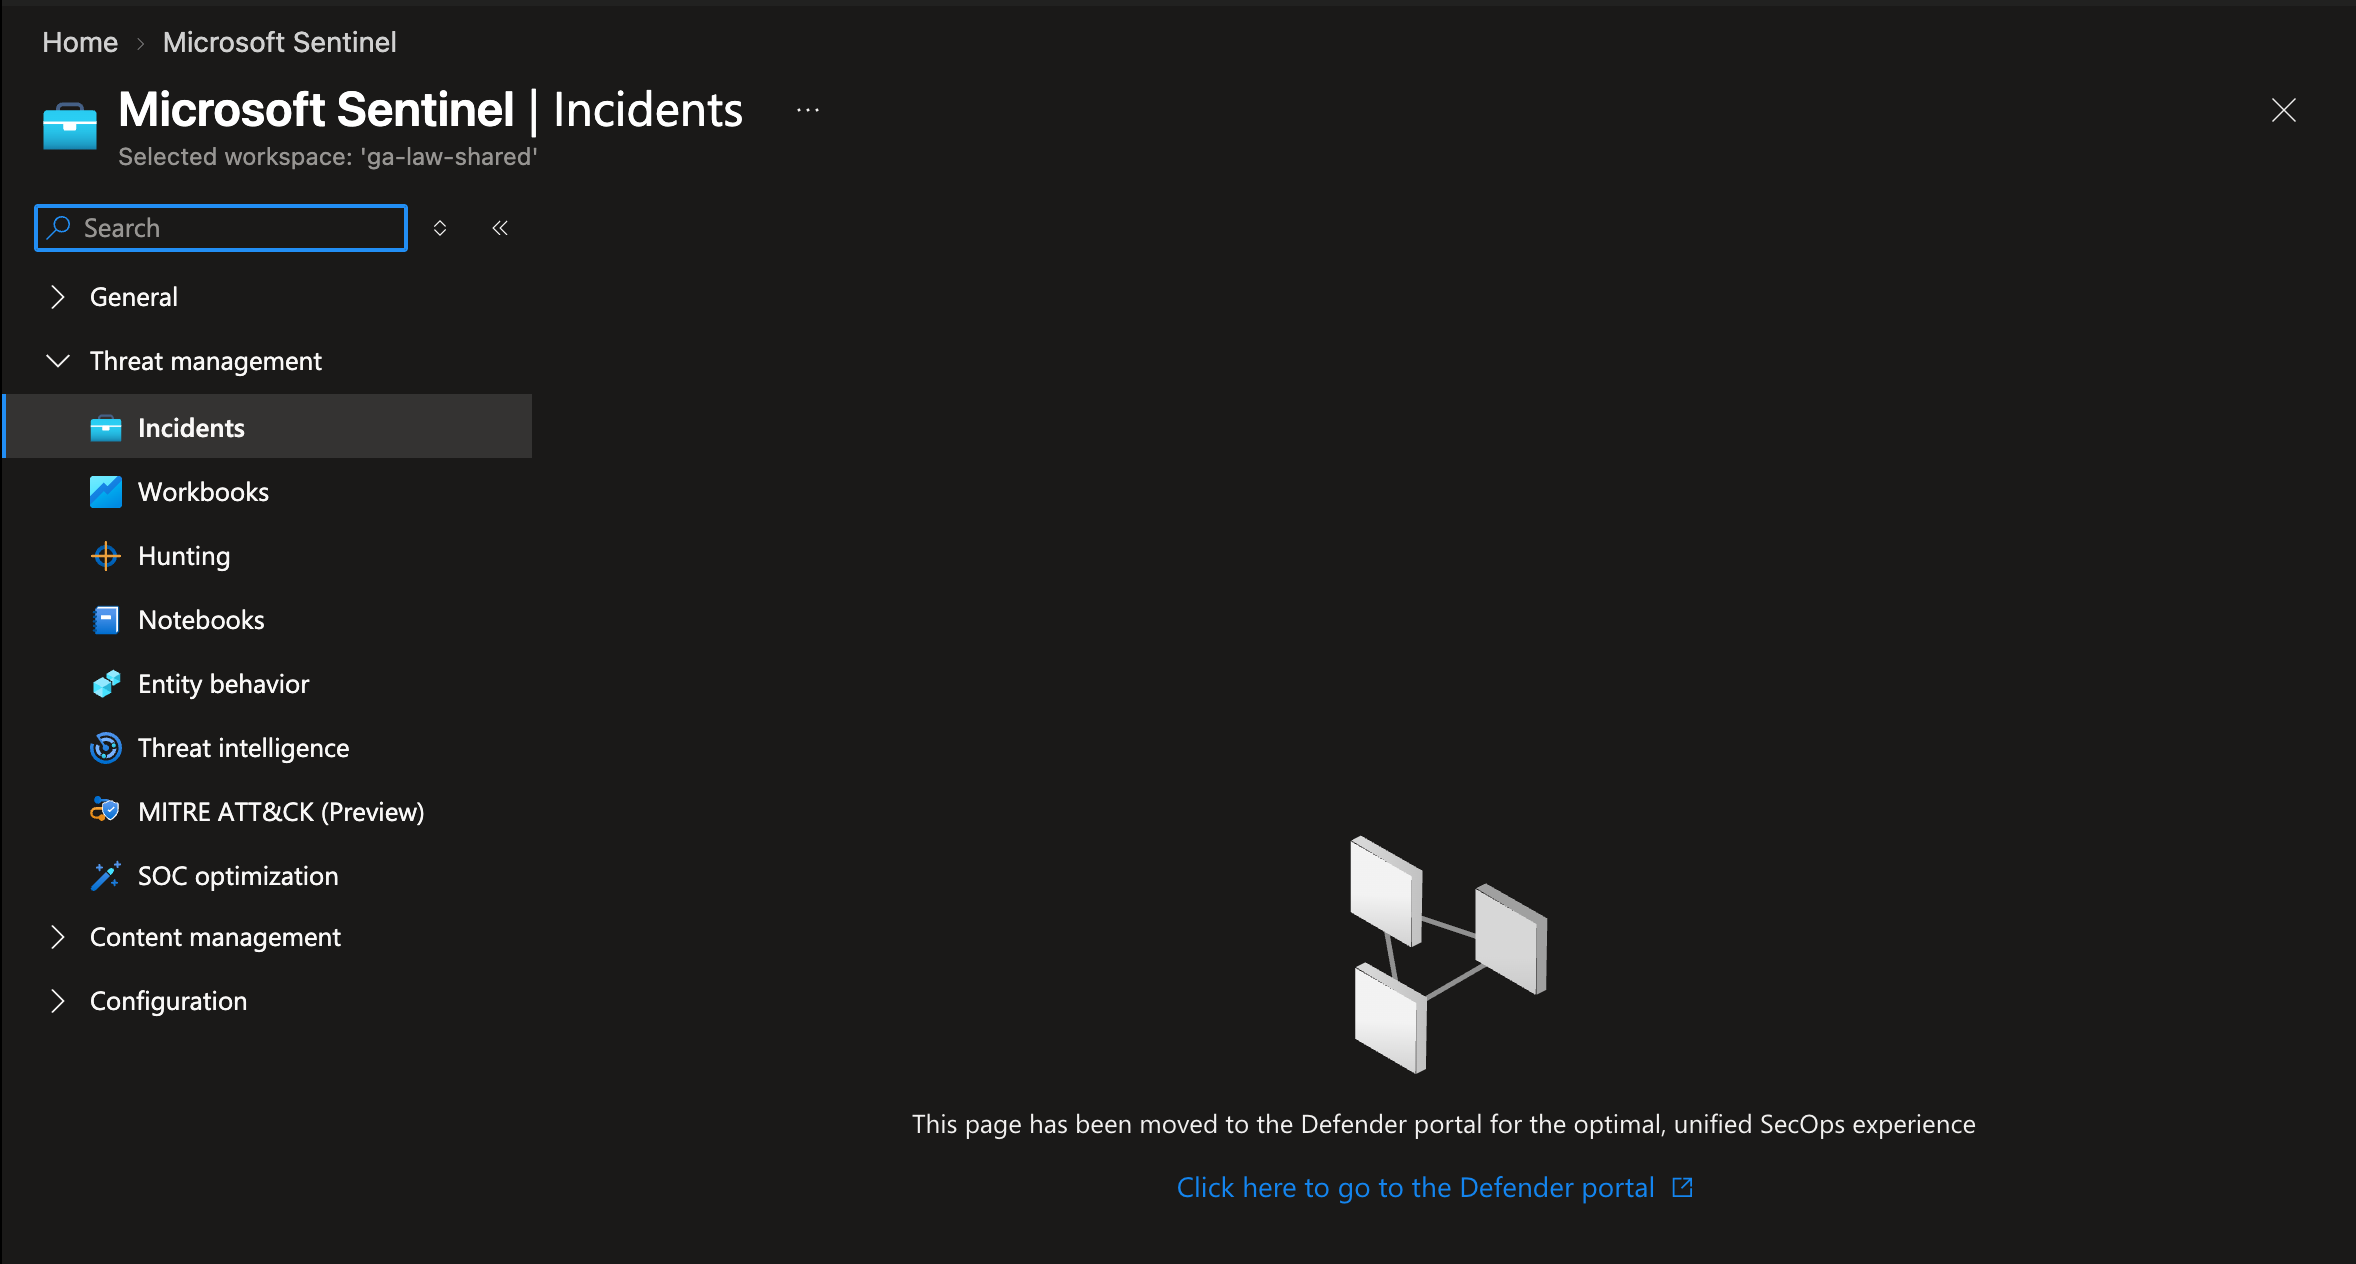 Home > Microsoft Sentinel
Microsoft Sentinel | Incidents ...
Selected workspace: 'ga-law-shared'
Search
General
Threat management
Incidents
Workbooks
Hunting
Notebooks
Entity behavior
Threat intelligence
MITRE ATT&CK (Preview)
SOC optimization
Content management
Configuration
This page has been moved to the Defender portal for the optimal, unified SecOps experience
Click here to go to the Defender portal